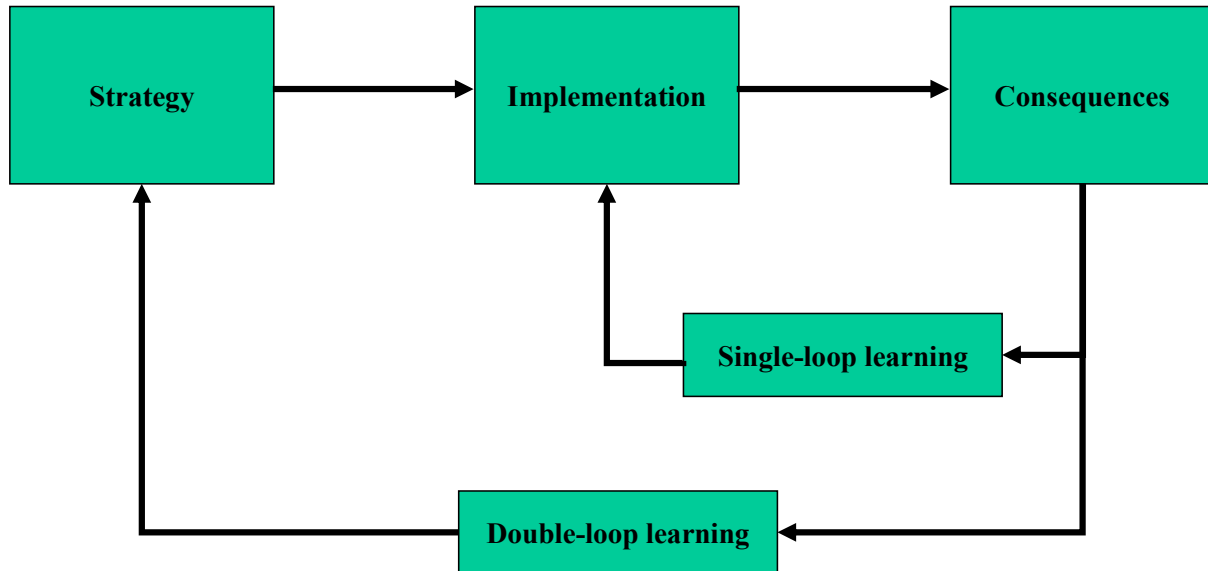 Strategy
Implementation
Consequences
Single-loop learning
Double-loop learning